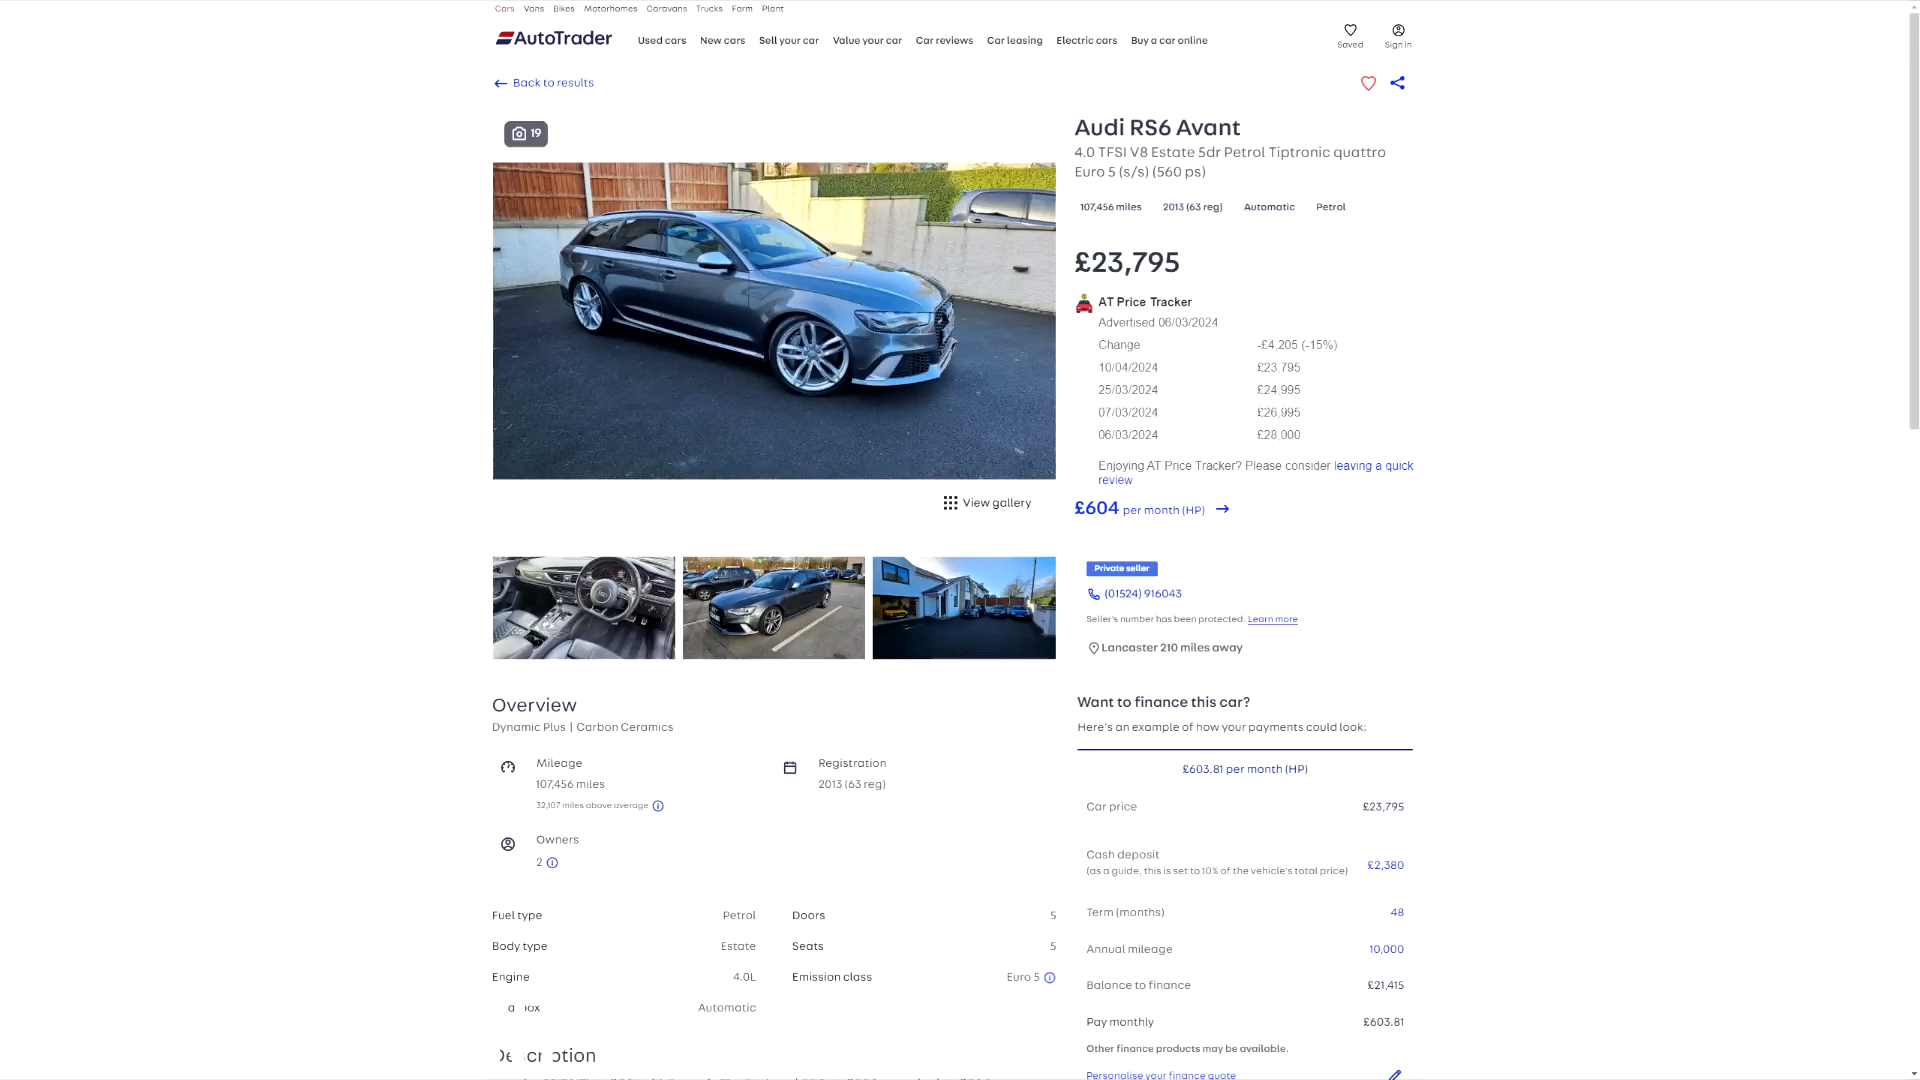 Cars Vans Bikes Motorhomes Caravans Trucks Farm Plant
AutoTrader
Used cars New cars Sell your car Value your car Car reviews Car leasing Electric cars Buy a car online
Saved Sign in
Back to results
19
Audi RS6 Avant
4.0 TFSI V8 Estate 5dr Petrol Tiptronic quattro
Euro 5 (s/s) (560 ps)
107,456 miles 2013 (63 reg) Automatic Petrol
£23,795
AT Price Tracker
Advertised 06/03/2024
Change -£4,205 (-15%)
10/04/2024 £23,795
25/03/2024 £24,995
07/03/2024 £26,995
06/03/2024 £28,000
Enjoying AT Price Tracker? Please consider leaving a quick
review
£604 per month (HP)
View gallery
Private seller
(01524) 916043
Seller's number has been protected. Learn more
Lancaster 210 miles away
Overview
Dynamic Plus | Carbon Ceramics
Mileage
107,456 miles
32,107 miles above average
Registration
2013 (63 reg)
Owners
2
Fuel type Petrol
Doors 5
Body type Estate
Seats 5
Engine 4.0L
Emission class Euro 5
Automatic
Want to finance this car?
Here's an example of how your payments could look:
£603.81 per month (HP)
Car price £23,795
Cash deposit
(as a guide, this is set to 10% of the vehicle's total price) £2,380
Term (months) 48
Annual mileage 10,000
Balance to finance £21,415
Pay monthly £603.81
Other finance products may be available.
Personalise your finance quote